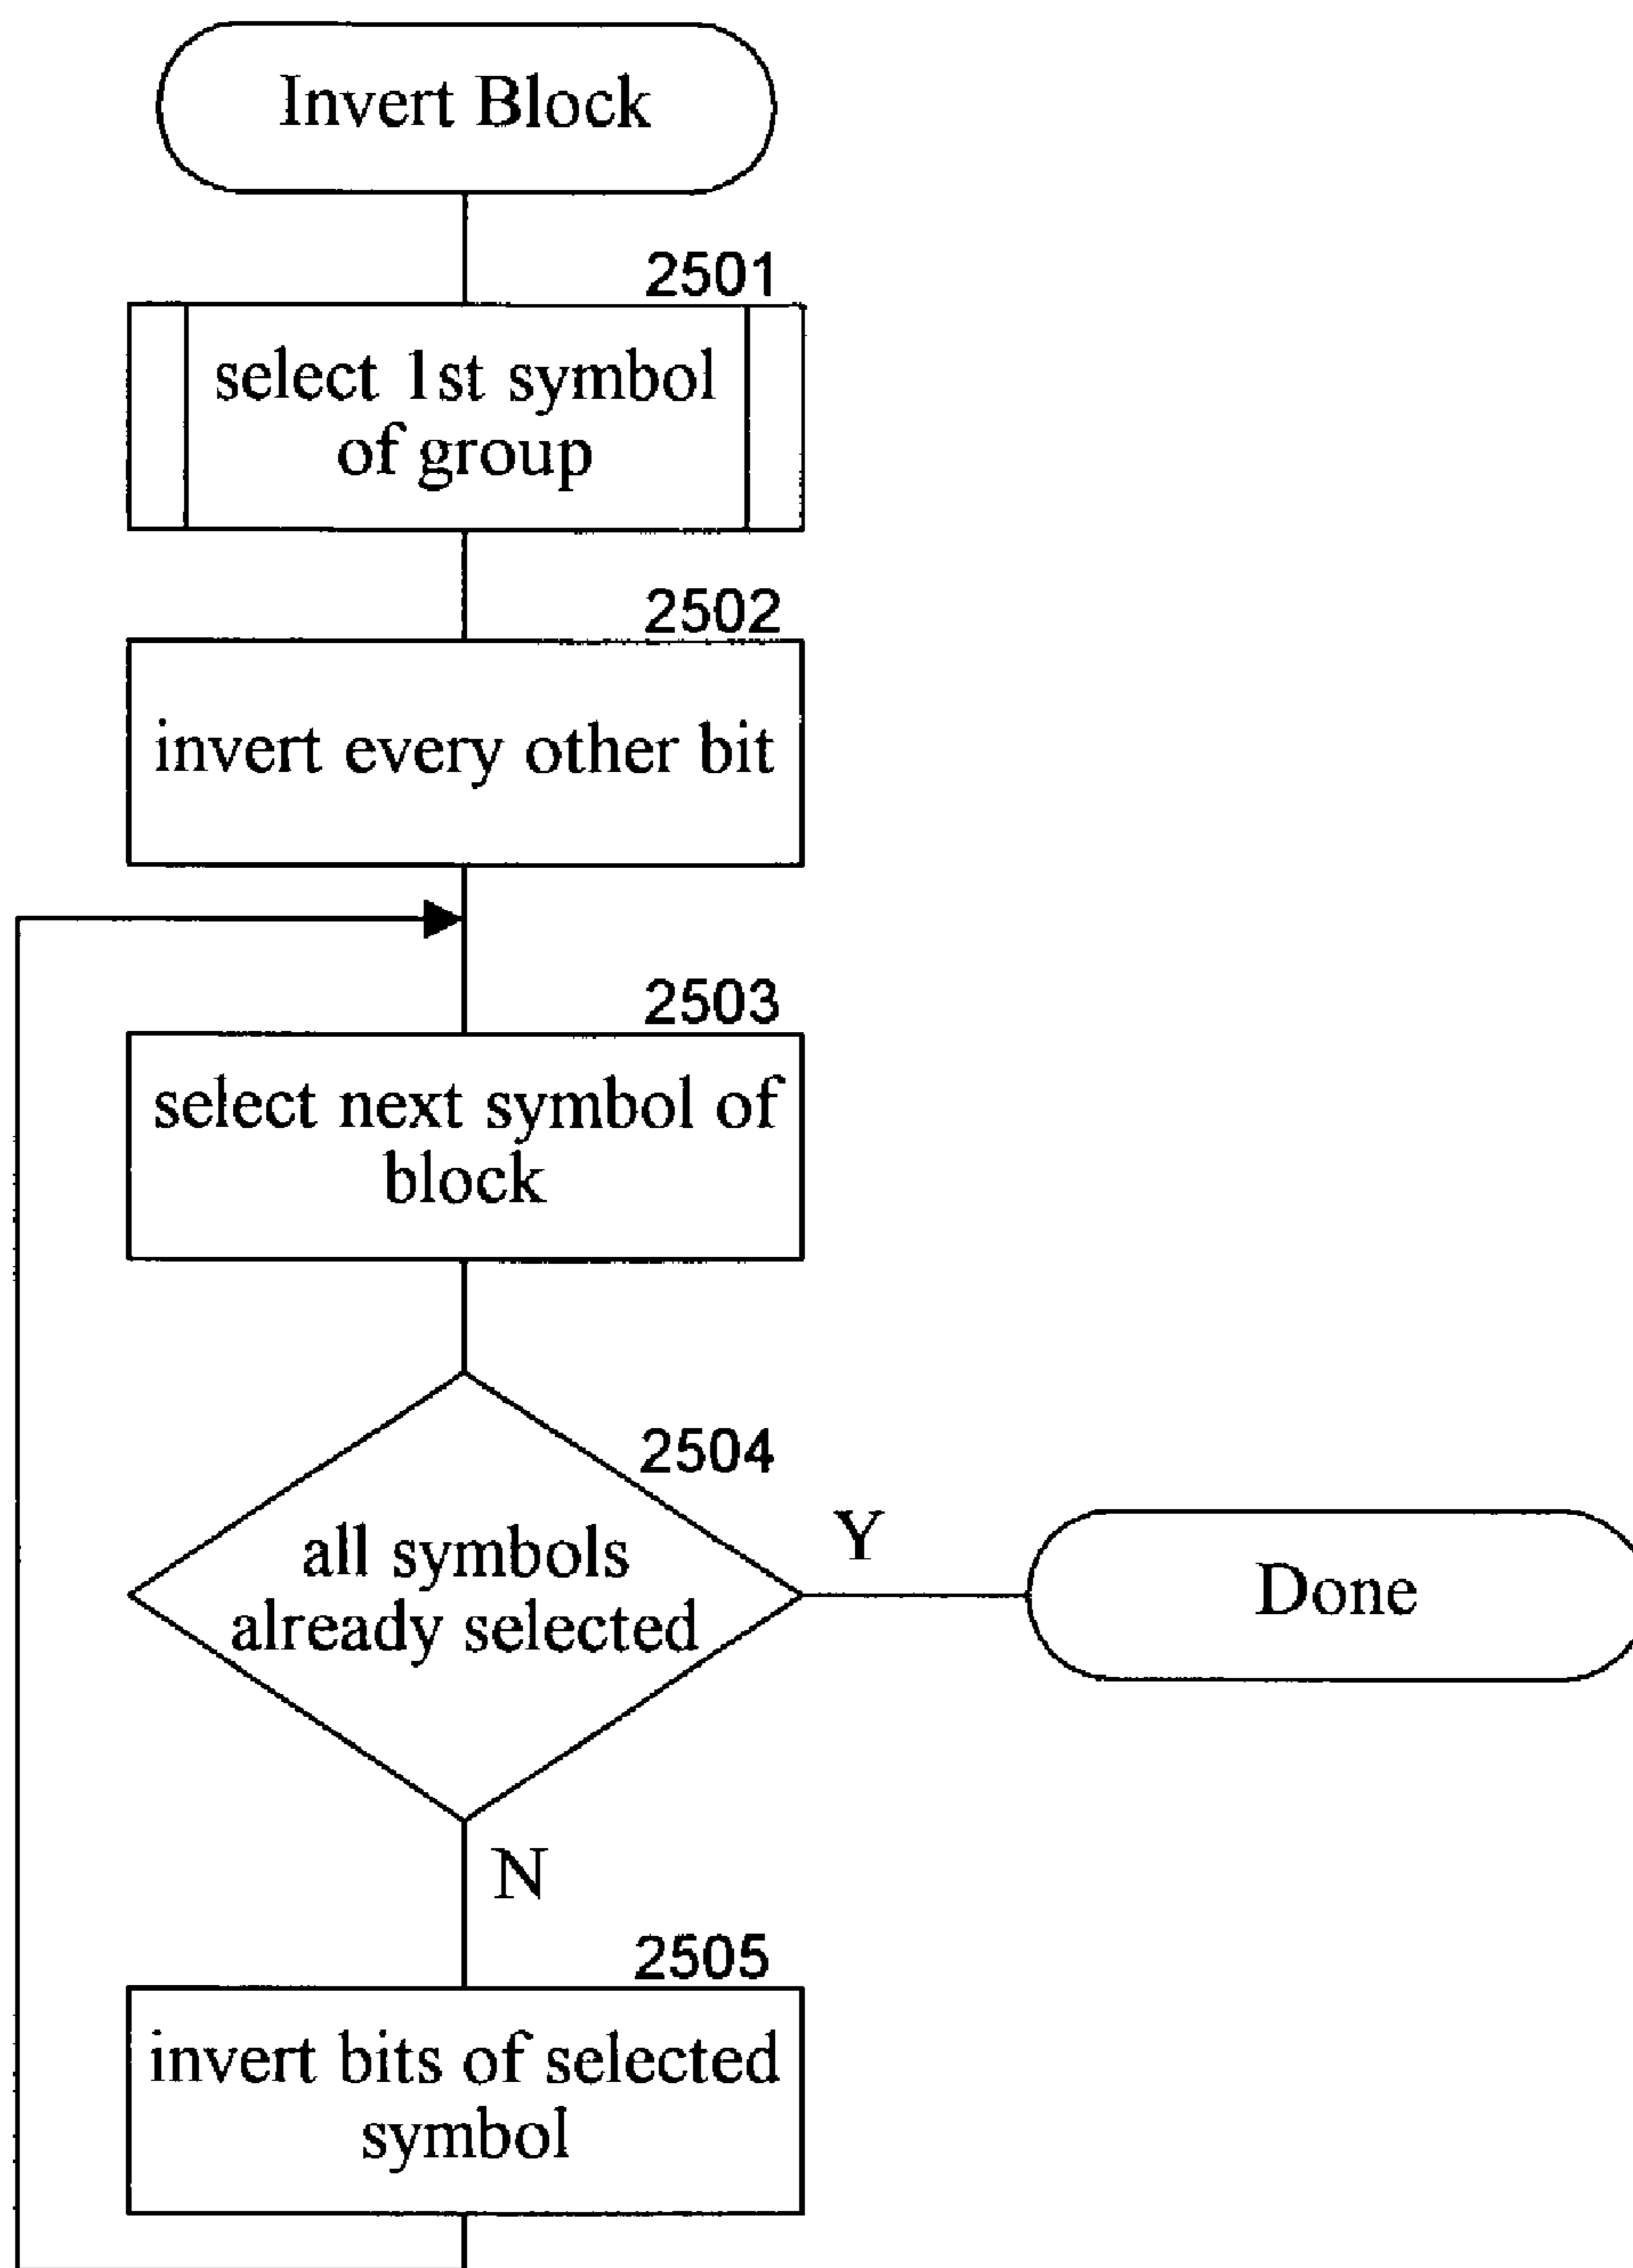 Invert Block
2501
select 1st symbol
of group
2502
invert every other bit
2503
select next symbol of
block
2504
all symbols
already selected
Y
Done
N
2505
invert bits of selected
symbol